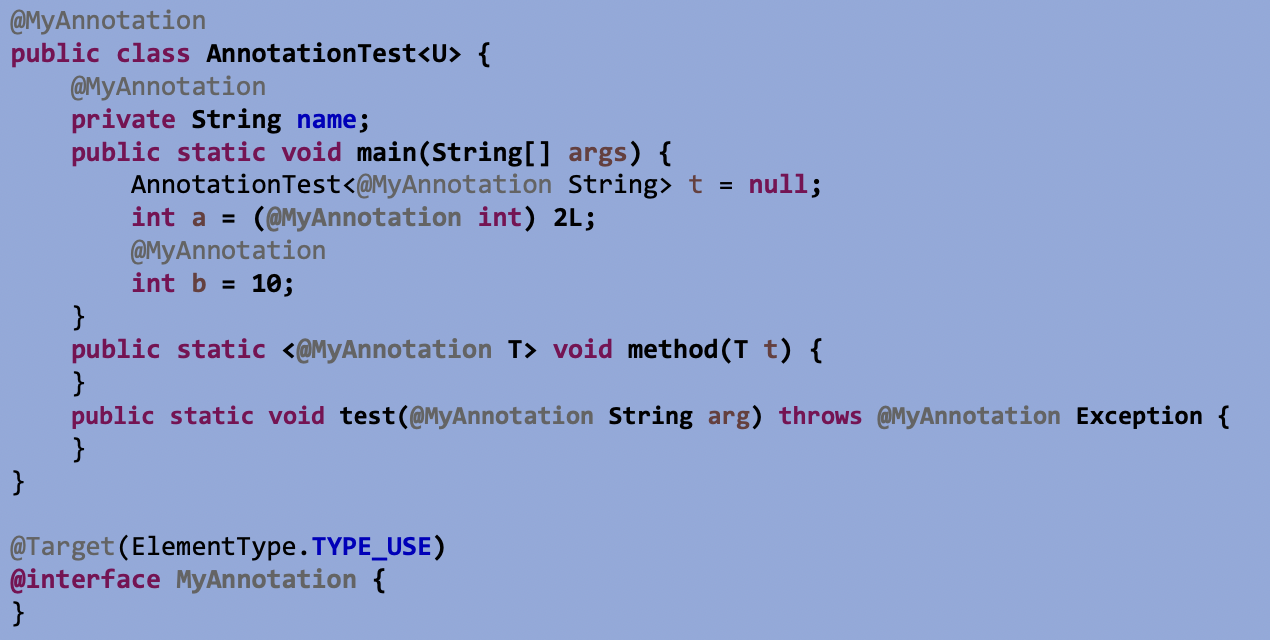 @MyAnnotation
public class AnnotationTest<U> {
    @MyAnnotation
    private String name;
    public static void main(String[] args) {
        AnnotationTest<@MyAnnotation String> t = null;
        int a = (@MyAnnotation int) 2L;
        @MyAnnotation
        int b = 10;
    }
    public static <@MyAnnotation T> void method(T t) {
    }
    public static void test(@MyAnnotation String arg) throws @MyAnnotation Exception {
    }
}

@Target(ElementType.TYPE_USE)
@interface MyAnnotation {
}